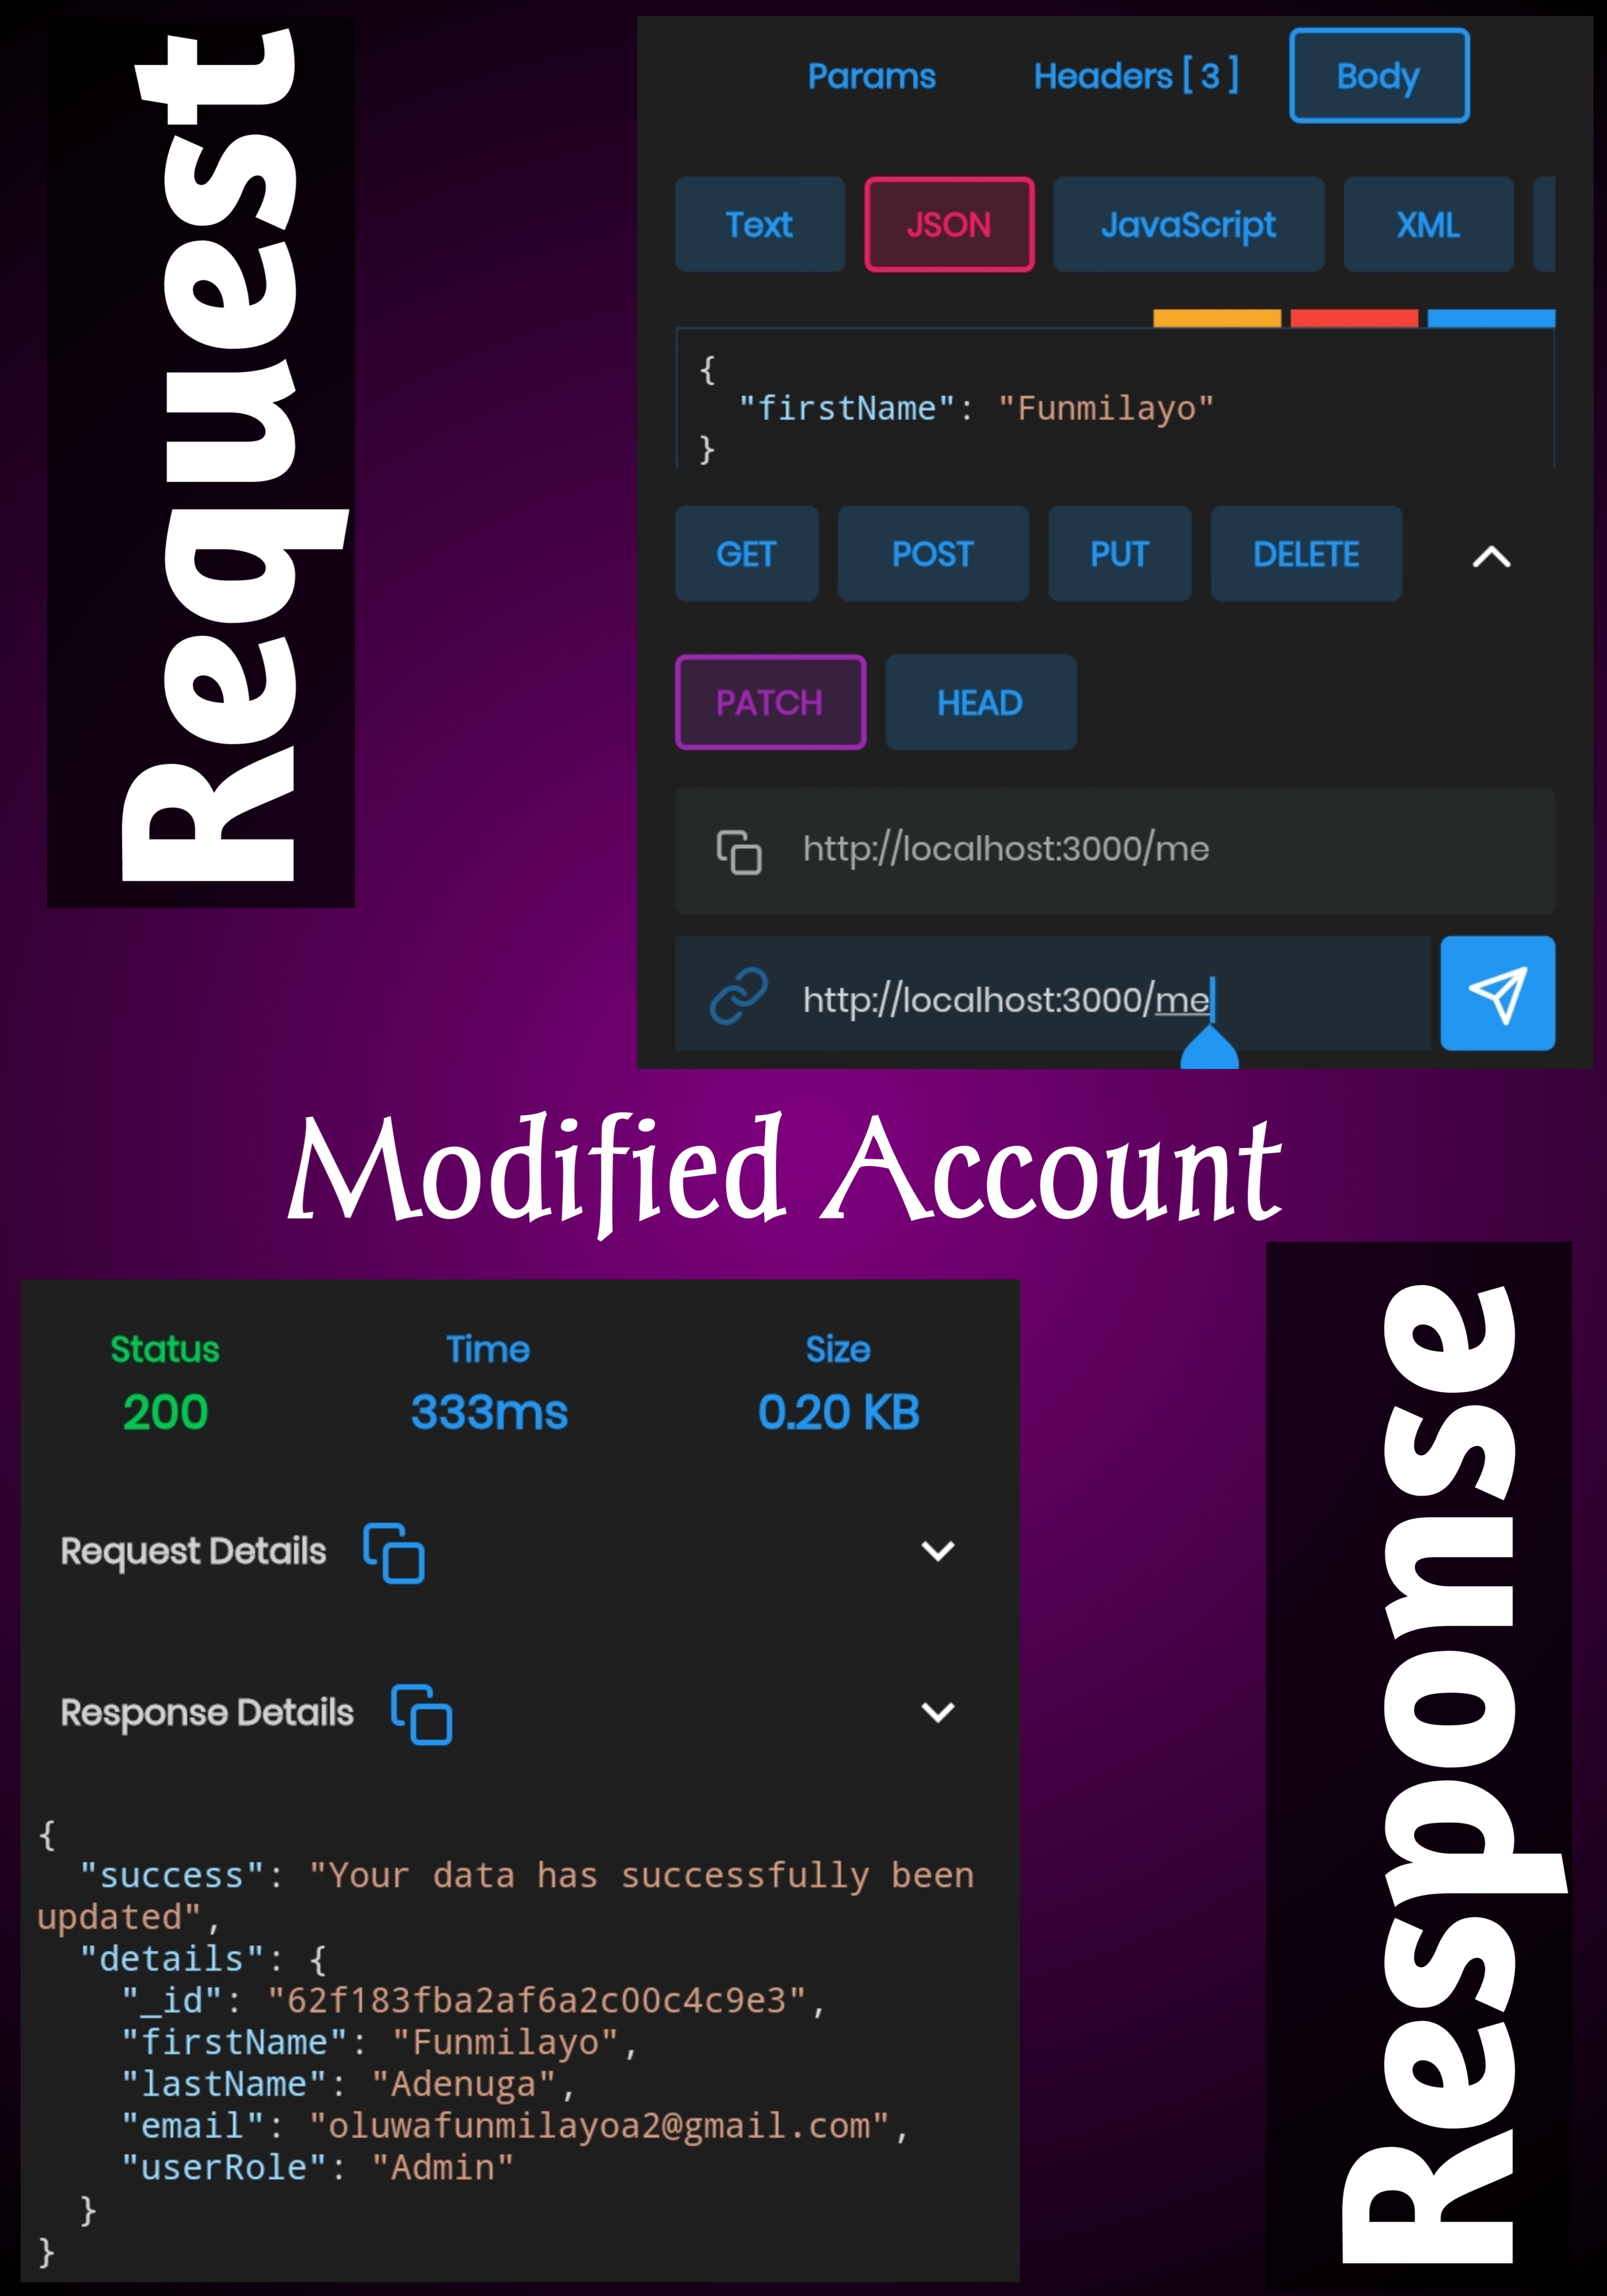 Request
Params Headers [ 3 ] Body
Text JSON JavaScript XML
{
"firstName": "Funmilayo"
}
GET POST PUT DELETE
PATCH HEAD
http://localhost:3000/me
http://localhost:3000/me
Modified Account
Response
Status Time Size
200 333ms 0.20 KB
Request Details
Response Details
{
"success": "Your data has successfully been
updated",
"details": {
"_id": "62f183fba2af6a2c00c4c9e3",
"firstName": "Funmilayo",
"lastName": "Adenuga",
"email": "oluwafunmilayoa2@gmail.com",
"userRole": "Admin"
}
}